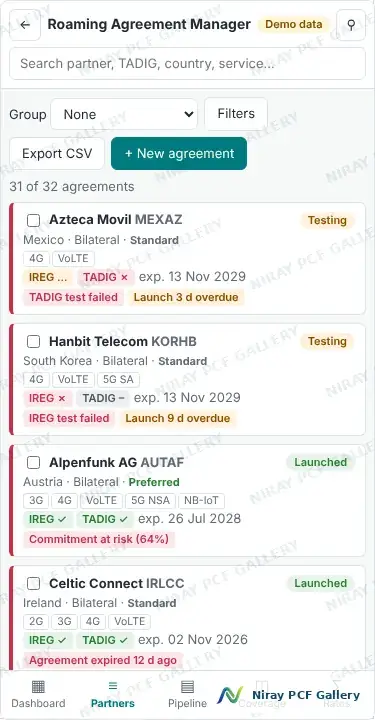 ← Roaming Agreement Manager Demo data
Search partner, TADIG, country, service...
Group None Filters
Export CSV + New agreement
31 of 32 agreements
Azteca Movil MEXAZ Testing
Mexico · Bilateral · Standard
4G VoLTE
IREG … TADIG × exp. 13 Nov 2029
TADIG test failed Launch 3 d overdue
Hanbit Telecom KORHB Testing
South Korea · Bilateral · Standard
4G VoLTE 5G SA
IREG × TADIG – exp. 13 Nov 2029
IREG test failed Launch 9 d overdue
Alpenfunk AG AUTAF Launched
Austria · Bilateral · Preferred
3G 4G VoLTE 5G NSA NB-IoT
IREG ✓ TADIG ✓ exp. 26 Jul 2028
Commitment at risk (64%)
Celtic Connect IRLCC Launched
Ireland · Bilateral · Standard
2G 3G 4G VoLTE
IREG ✓ TADIG ✓ exp. 02 Nov 2026
Agreement expired 12 d ago
Dashboard Partners Pipeline Coverage Rates
Niray PCF Gallery
NIRAY PCF GALLERY